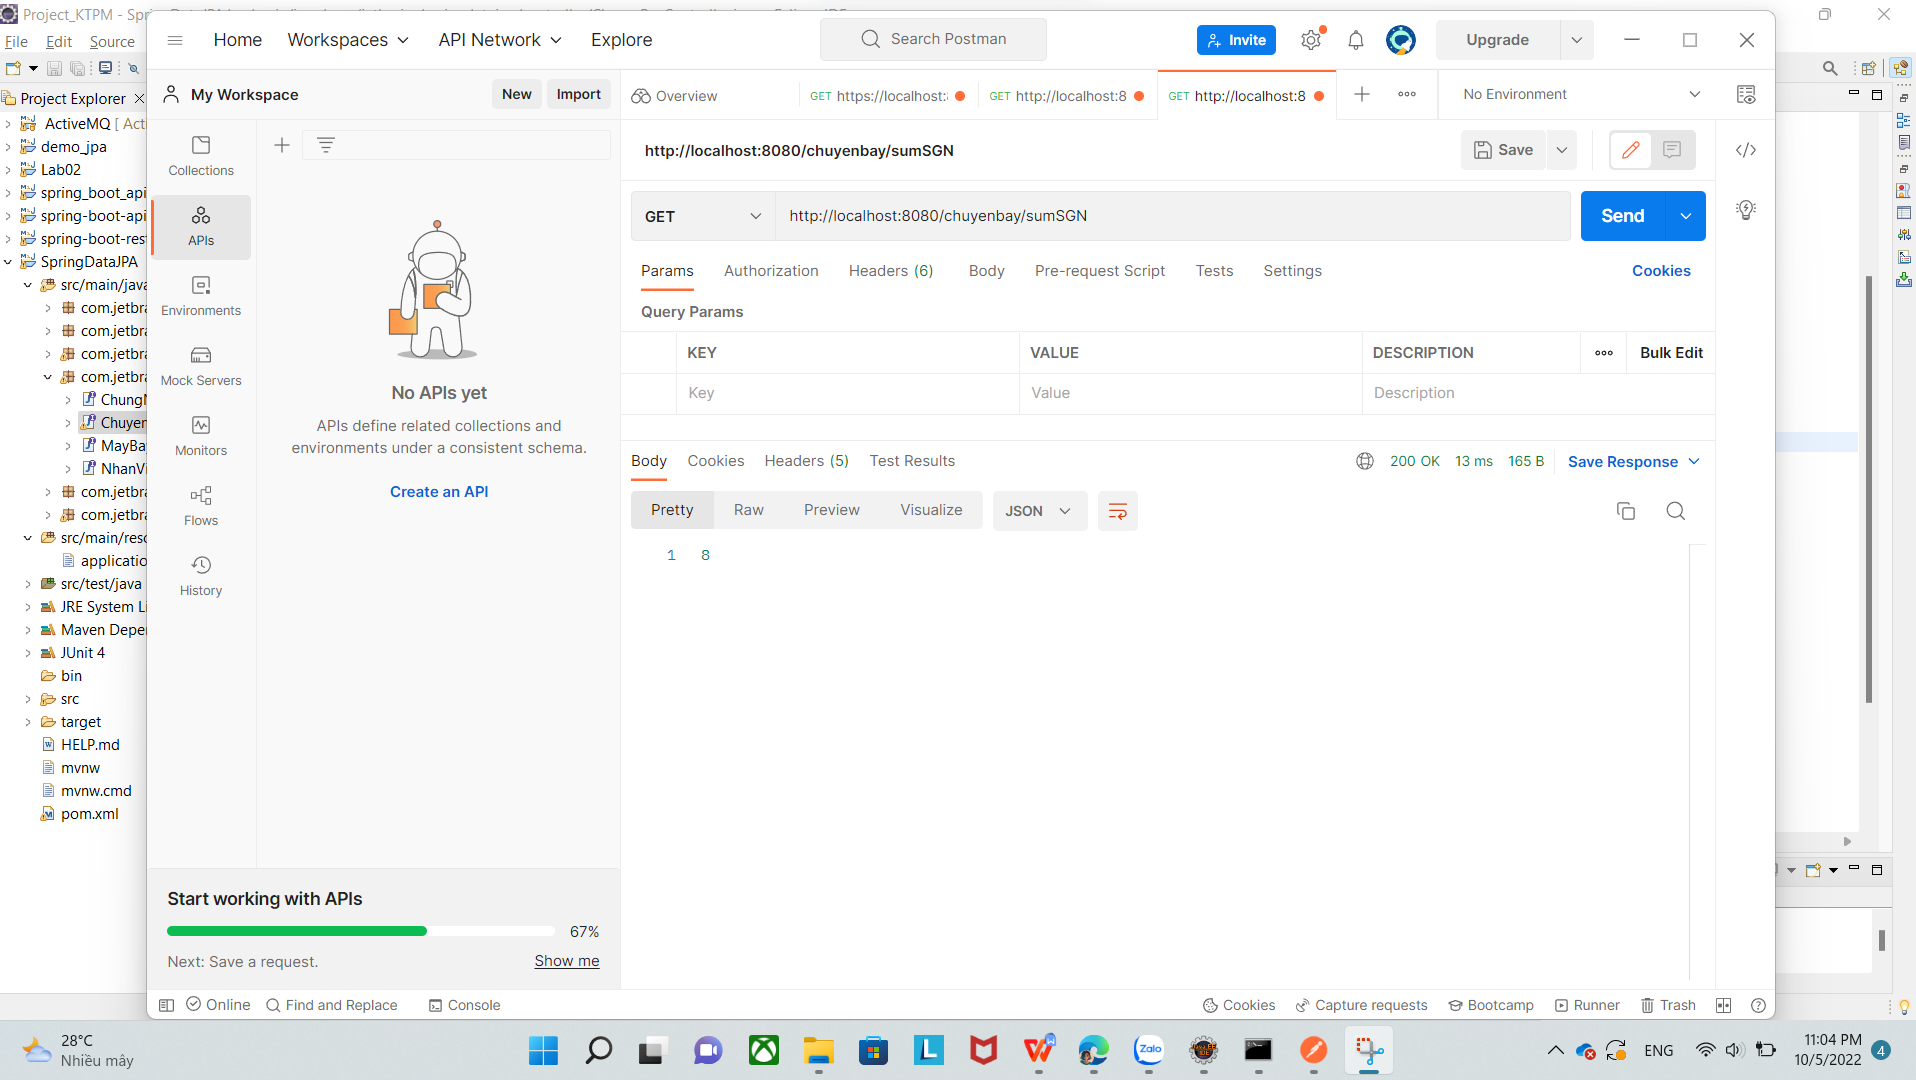 Project_KTPM - Spri
File Edit Source
Project Explorer
ActiveMQ [ Acti
demo_jpa
Lab02
spring_boot_api
spring-boot-api
spring-boot-rest
SpringDataJPA
src/main/java
com.jetbra
com.jetbra
com.jetbra
com.jetbra
ChungN
Chuyen
MayBa
NhanVi
com.jetbra
com.jetbra
src/main/reso
applicatio
src/test/java
JRE System Li
Maven Deper
JUnit 4
bin
src
target
HELP.md
mvnw
mvnw.cmd
pom.xml
Home Workspaces API Network Explore
Search Postman
Invite
Upgrade
My Workspace
New Import
Overview
GET https://localhost:
GET http://localhost:8
GET http://localhost:8
No Environment
Collections
APIs
Environments
Mock Servers
Monitors
Flows
History
No APIs yet
APIs define related collections and
environments under a consistent schema.
Create an API
Start working with APIs
67%
Next: Save a request.
Show me
http://localhost:8080/chuyenbay/sumSGN
Save
GET
http://localhost:8080/chuyenbay/sumSGN
Send
Params Authorization Headers (6) Body Pre-request Script Tests Settings
Cookies
Query Params
KEY VALUE DESCRIPTION
Bulk Edit
Key Value Description
Body Cookies Headers (5) Test Results
200 OK 13 ms 165 B
Save Response
Pretty Raw Preview Visualize
JSON
1 8
Online Find and Replace Console
Cookies Capture requests Bootcamp Runner Trash
28°C
Nhiều mây
Zalo
ENG
11:04 PM
10/5/2022
4